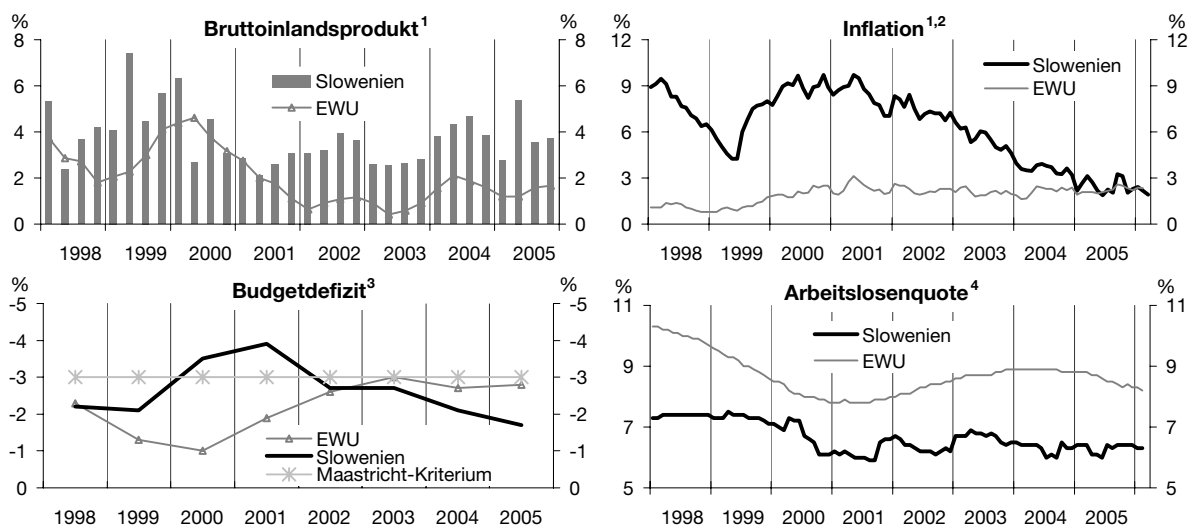 Bruttoinlandsprodukt¹
% %
8 8
6 6
4 4
2 2
0 0
Slowenien
EWU
1998 1999 2000 2001 2002 2003 2004 2005
Inflation¹,²
% %
12 12
9 9
6 6
3 3
0 0
Slowenien
EWU
1998 1999 2000 2001 2002 2003 2004 2005
Budgetdefizit³
% %
-5 -5
-4 -4
-3 -3
-2 -2
-1 -1
0 0
EWU
Slowenien
Maastricht-Kriterium
1998 1999 2000 2001 2002 2003 2004 2005
Arbeitslosenquote⁴
% %
11 11
9 9
7 7
5 5
Slowenien
EWU
1998 1999 2000 2001 2002 2003 2004 2005